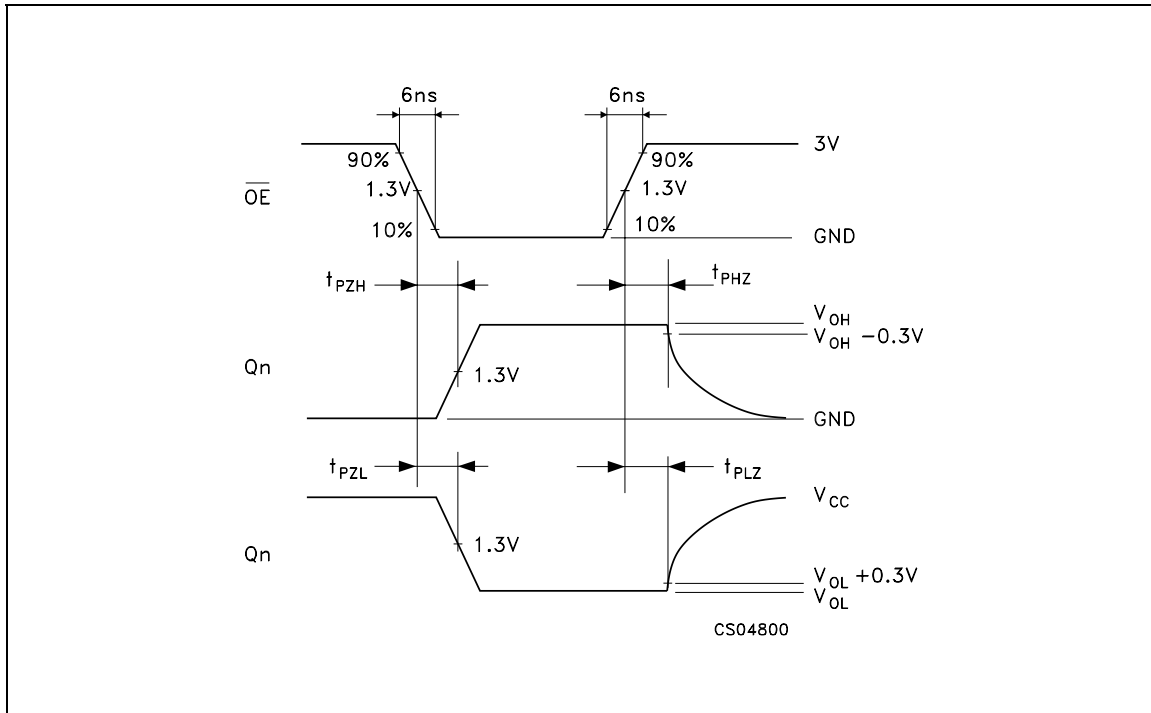 6ns 6ns
3V
90% 90%
OE 1.3V 1.3V
10% 10%
GND
tPZH tPHZ
VOH
VOH -0.3V
Qn 1.3V
GND
tPZL tPLZ
VCC
Qn 1.3V
VOL +0.3V
VOL
CS04800